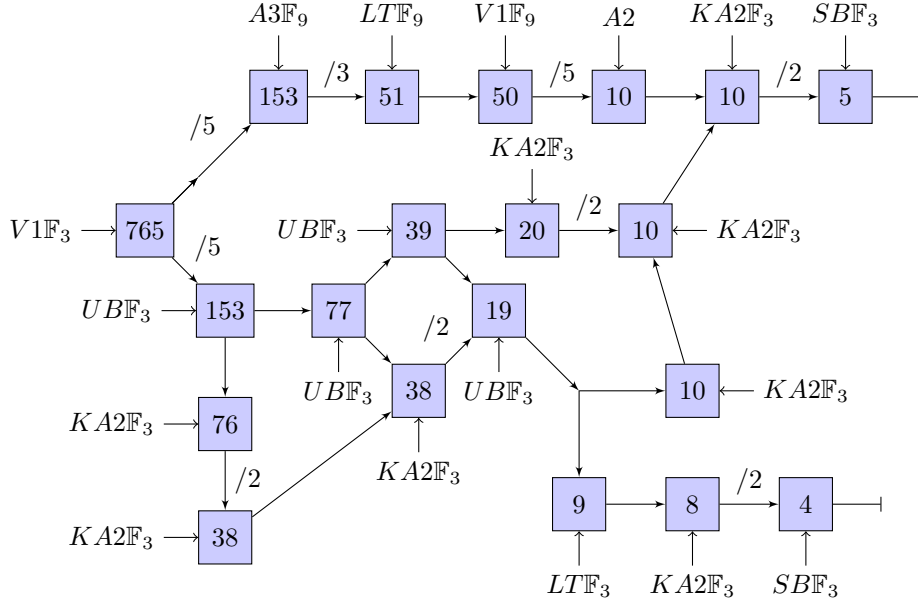 A3𝔽₉ LT𝔽₉ V1𝔽₉ A2 KA2𝔽₃ SB𝔽₃
/3 /5 /2
153 51 50 10 10 5
/5
KA2𝔽₃
/2
V1𝔽₃ 765 UB𝔽₃ 39 20 10 KA2𝔽₃
/5
UB𝔽₃ 153 77 /2 19
UB𝔽₃ 38 UB𝔽₃ 10 KA2𝔽₃
KA2𝔽₃ 76
KA2𝔽₃
/2 /2
9 8 4
KA2𝔽₃ 38
LT𝔽₃ KA2𝔽₃ SB𝔽₃